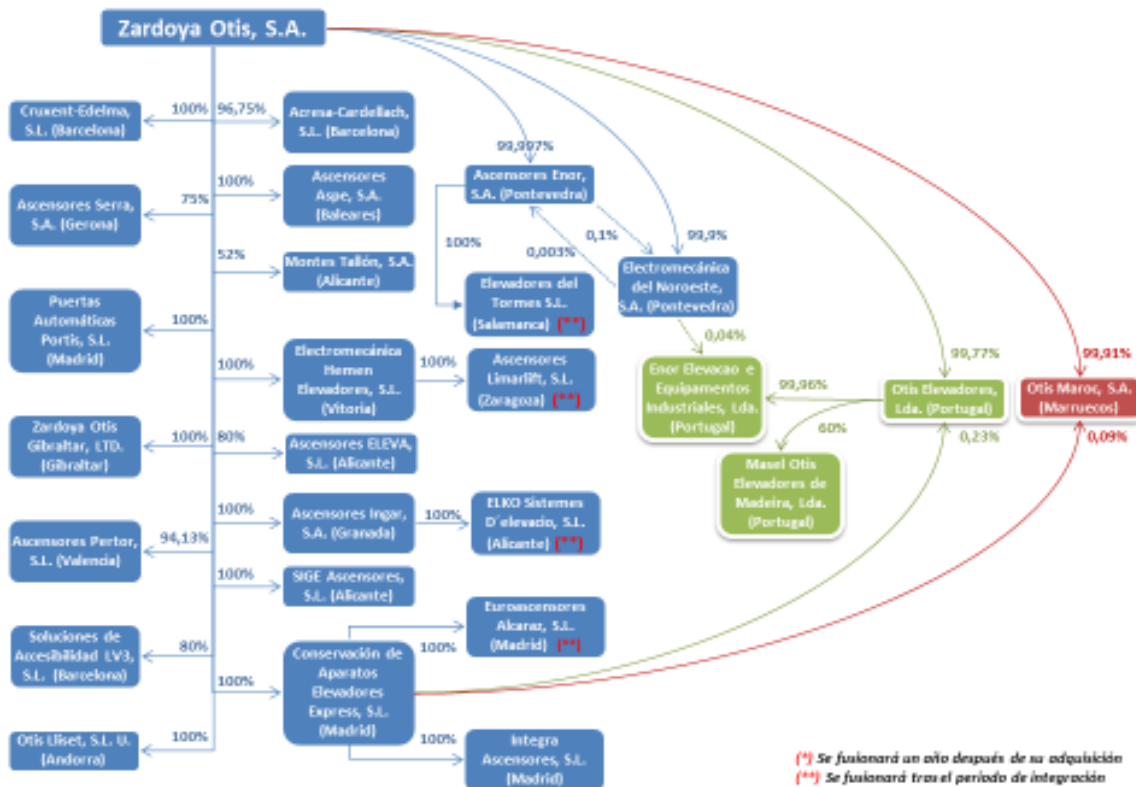 Zardoya Otis, S.A.
Cruxent-Edelma,
S.L. (Barcelona)
100%
96,75%
Acresa-Cardellach,
S.L. (Barcelona)
Ascensores Serra,
S.A. (Gerona)
75%
100%
Ascensores
Aspe, S.A.
(Baleares)
52%
Montes Tallón, S.A.
(Alicante)
Puertas
Automáticas
Portis, S.L.
(Madrid)
100%
100%
Electromecánica
Hemen
Elevadores, S.L.
(Vitoria)
100%
Ascensores
Limarlift, S.L.
(Zaragoza) (**)
Zardoya Otis
Gibraltar, LTD.
(Gibraltar)
100%
80%
Ascensores ELEVA,
S.L. (Alicante)
100%
Ascensores Ingar,
S.A. (Granada)
100%
ELKO Sistemes
D´elevacio, S.L.
(Alicante) (**)
Ascensores Pertor,
S.L. (Valencia)
94,13%
100%
SIGE Ascensores,
S.L. (Alicante)
Soluciones de
Accesibilidad LV3,
S.L. (Barcelona)
80%
100%
Conservación de
Aparatos
Elevadores
Express, S.L.
(Madrid)
100%
Euroascensores
Alcaraz, S.L.
(Madrid) (**)
100%
Integra
Ascensores, S.L.
(Madrid)
Otis Lliset, S.L. U.
(Andorra)
100%
99,997%
Ascensores Enor,
S.A. (Pontevedra)
100%
0,003%
0,1%
99,9%
Elevadores del
Tormes S.L.
(Salamanca) (**)
Electromecánica
del Noroeste,
S.A. (Pontevedra)
0,04%
Enor Elevacao e
Equipamentos
Industriales, Lda.
(Portugal)
99,96%
99,77%
Otis Elevadores,
Lda. (Portugal)
0,23%
60%
Masel Otis
Elevadores de
Madeira, Lda.
(Portugal)
99,91%
Otis Maroc, S.A.
(Marruecos)
0,09%
(*) Se fusionará un año después de su adquisición
(**) Se fusionará tras el periodo de integración